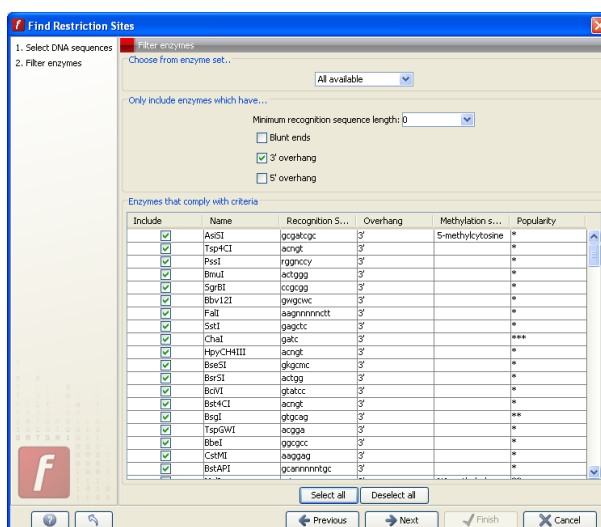 Find Restriction Sites
1. Select DNA sequences
2. Filter enzymes
Filter enzymes
Choose from enzyme set..
All available
Only include enzymes which have...
Minimum recognition sequence length: 0
Blunt ends
3' overhang
5' overhang
Enzymes that comply with criteria
Include Name Recognition S... Overhang Methylation s... Popularity
AsiSI gcgatcgc 3' 5-methylcytosine *
Tsp4CI acngt 3' *
PssI rggnccy 3' *
BmuI actggg 3' *
SgrBI ccgcgg 3' *
Bbv12I gwgcwc 3' *
FalI aagnnnnnctt 3' *
SstI gagctc 3' *
ChaI gatc 3' ***
HpyCH4III acngt 3' *
BseSI gkgcmc 3' *
BsrSI actgg 3' *
BciVI gtatcc 3' *
Bst4CI acngt 3' *
BsgI gtgcag 3' **
TspGWI acgga 3' *
BbeI ggcgcc 3' *
CstMI aaggag 3' *
BstAPI gcannnnntgc 3' *
Select all Deselect all
Previous Next Finish Cancel